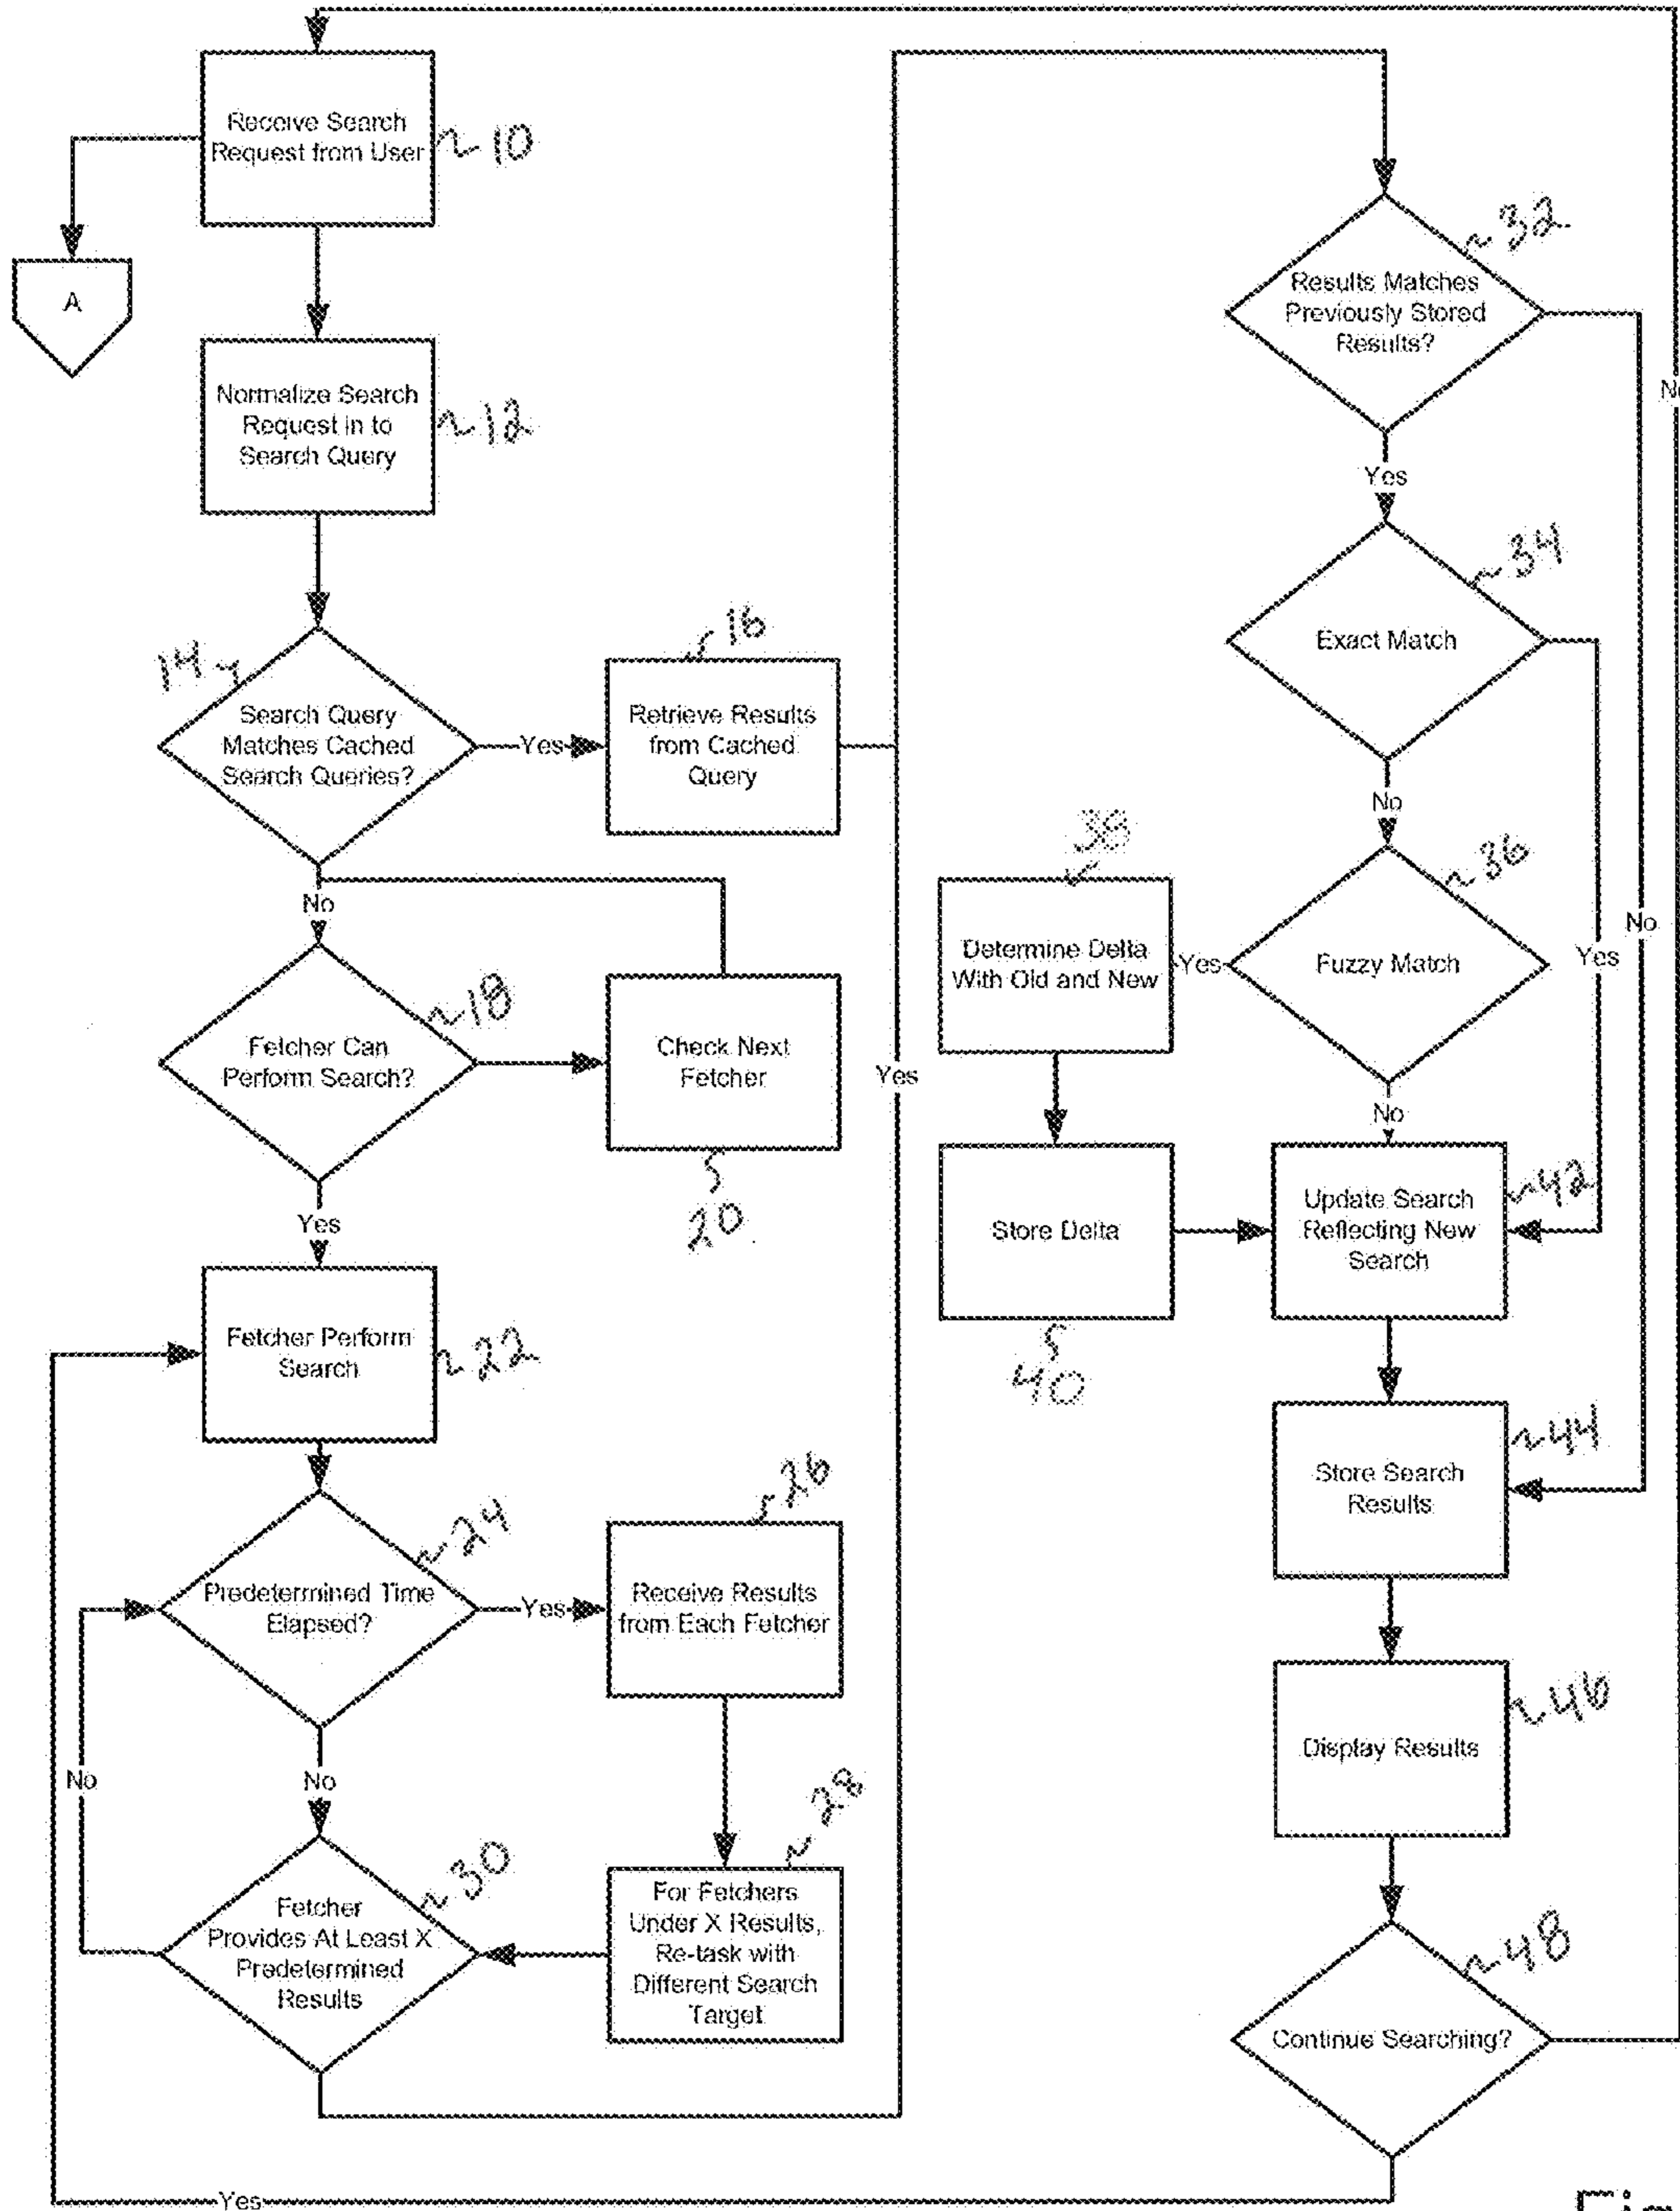 Receive Search
Request from User
~10
A
Normalize Search
Request in to
Search Query
~12
14
Search Query
Matches Cached
Search Queries?
Yes
16
Retrieve Results
from Cached
Query
No
~18
Fetcher Can
Perform Search?
Check Next
Fetcher
20
Yes
Fetcher Perform
Search
~22
~24
Predetermined Time
Elapsed?
Yes
26
Receive Results
from Each Fetcher
No
No
~28
For Fetchers
Under X Results,
Re-task with
Different Search
Target
~30
Fetcher
Provides At Least X
Predetermined
Results
Yes
Yes
~32
Results Matches
Previously Stored
Results?
No
Yes
~34
Exact Match
Yes
No
~36
Fuzzy Match
Yes
38
Determine Delta
With Old and New
No
Store Delta
40
Update Search
Reflecting New
Search
~42
No
Store Search
Results
~44
Display Results
~46
~48
Continue Searching?